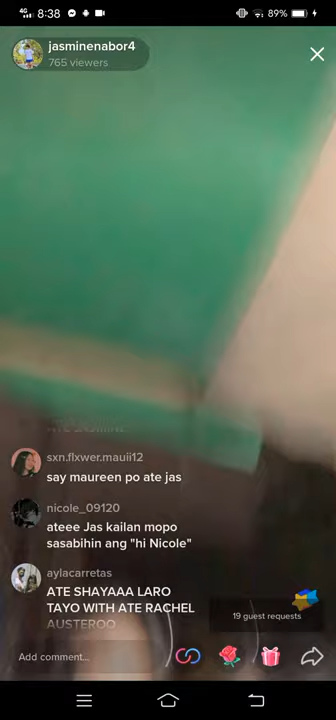 4G 8:38 89%
jasminenabor4
765 viewers
sxn.flxwer.mauii12
say maureen po ate jas
nicole_09120
ateee Jas kailan mopo
sasabihin ang "hi Nicole"
aylacarretas
ATE SHAYAAA LARO
TAYO WITH ATE RACHEL
AUSTEROO
19 guest requests
Add comment...